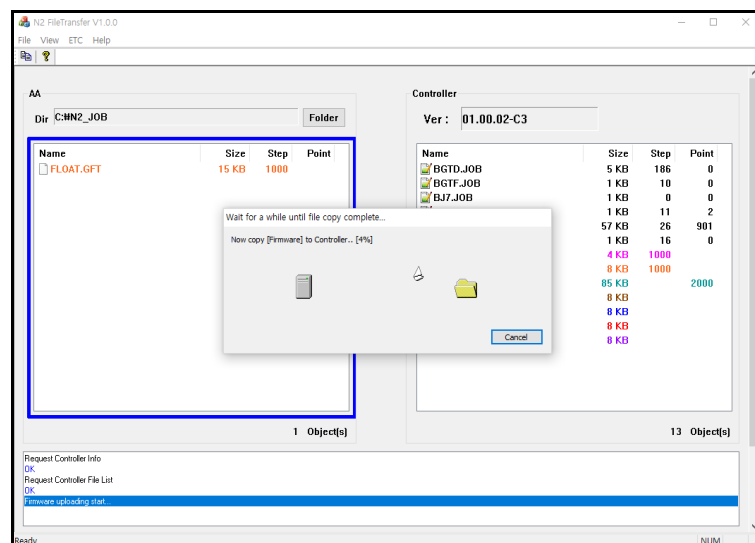 N2 FileTransfer V1.0.0
File View ETC Help
AA
Dir C:₩N2_JOB Folder
Name Size Step Point
FLOAT.GFT 15 KB 1000
1 Object(s)
Controller
Ver : 01.00.02-C3
Name Size Step Point
BGTD.JOB 5 KB 186 0
BGTF.JOB 1 KB 10 0
BJ7.JOB 1 KB 0 0
1 KB 11 2
57 KB 26 901
1 KB 16 0
4 KB 1000
8 KB 1000
85 KB 2000
8 KB
8 KB
8 KB
8 KB
13 Object(s)
Wait for a while until file copy complete...
Now copy [Firmware] to Controller.. [4%]
Cancel
Request Controller Info
OK
Request Controller File List
OK
Firmware uploading start...
Ready NUM